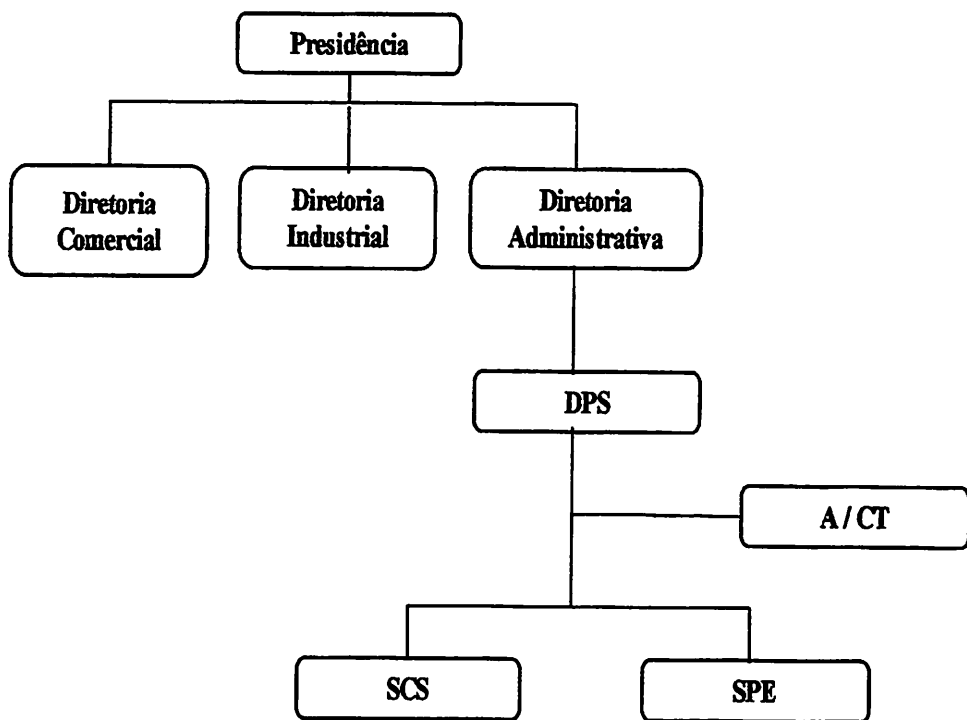 Presidência
Diretoria
Comercial
Diretoria
Industrial
Diretoria
Administrativa
DPS
A / CT
SCS
SPE